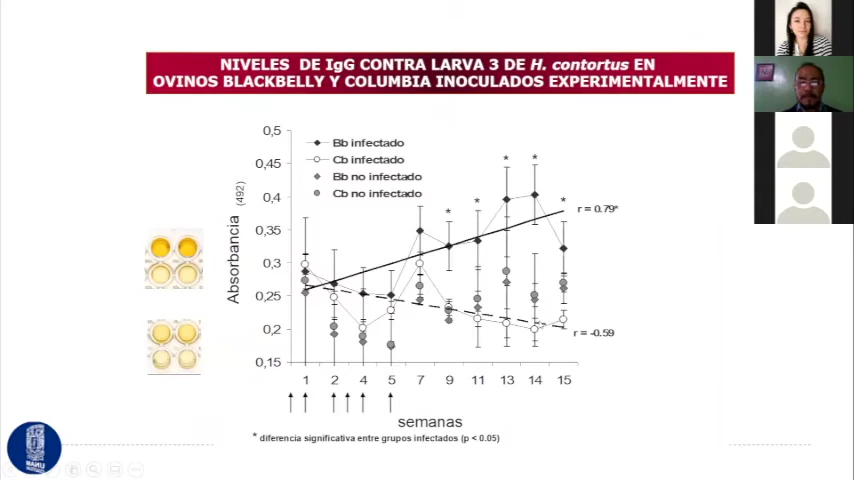 NIVELES DE IgG CONTRA LARVA 3 DE H. contortus EN
OVINOS BLACKBELLY Y COLUMBIA INOCULADOS EXPERIMENTALMENTE
0,5
0,45
0,4
0,35
0,3
0,25
0,2
0,15
Absorbancia (492)
Bb infectado
Cb infectado
Bb no infectado
Cb no infectado
* * * * *
r = 0.79*
r = -0.59
1 2 4 5 7 9 11 13 14 15
semanas
* diferencia significativa entre grupos infectados (p < 0.05)